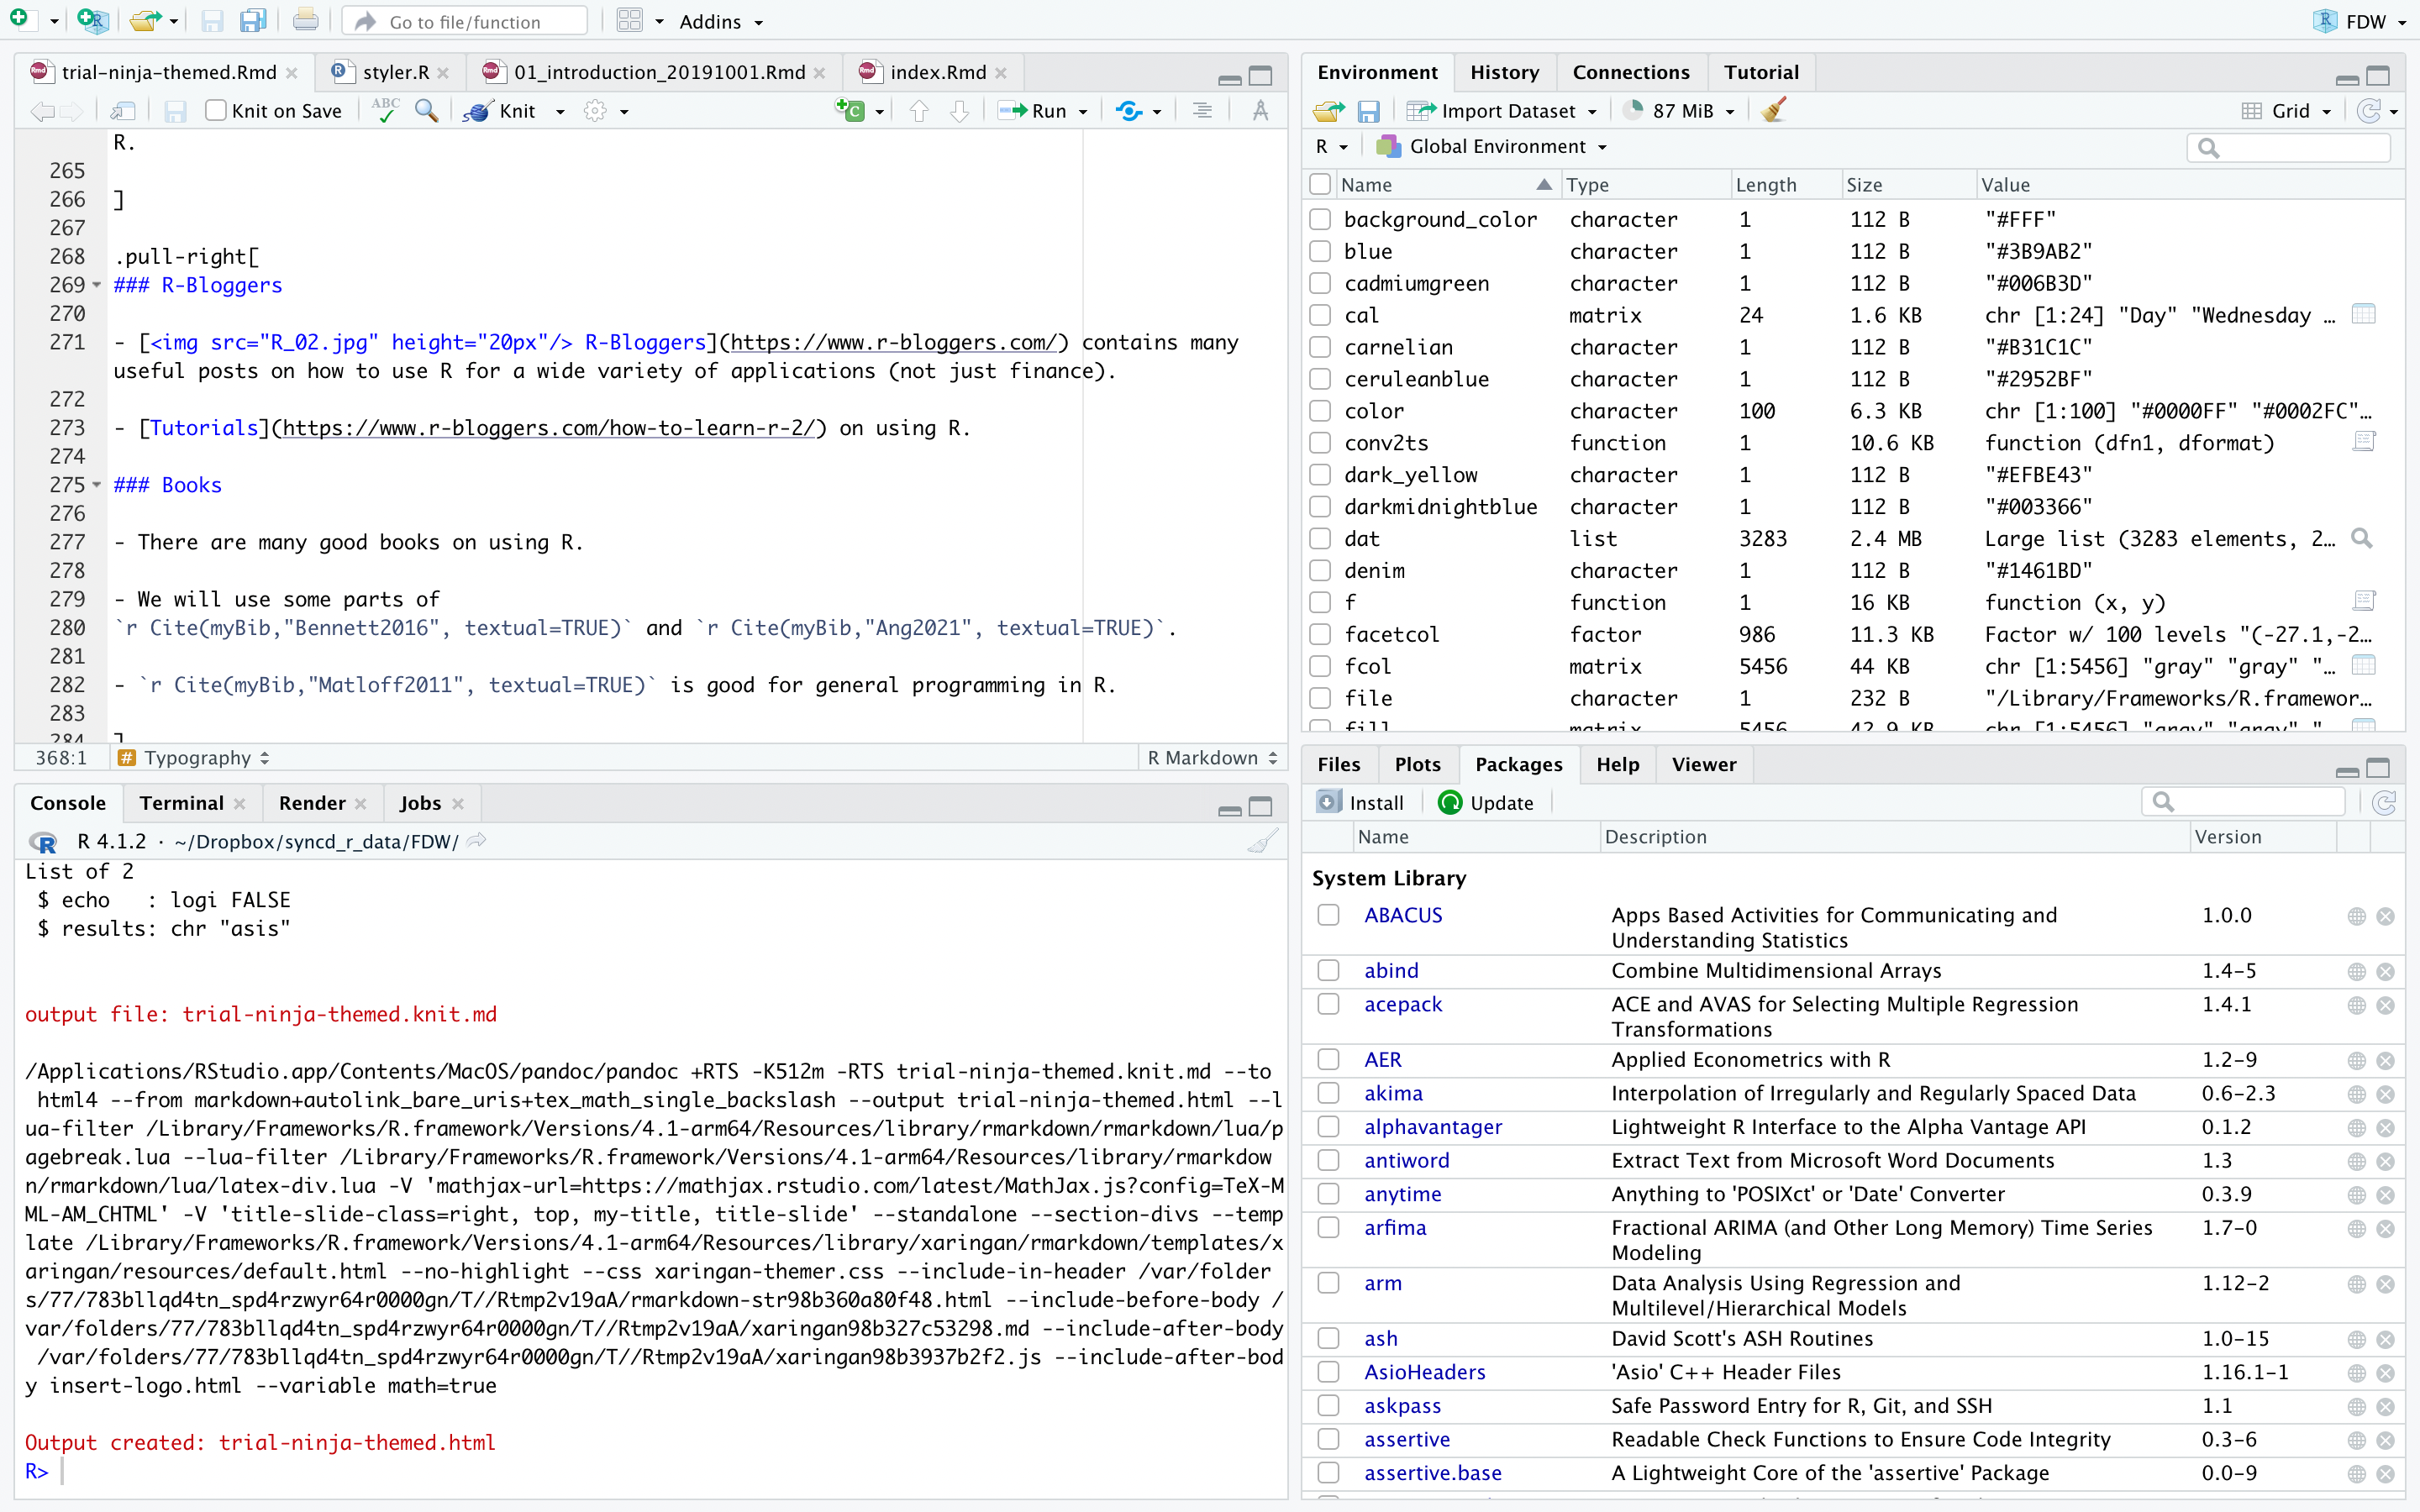 Go to file/function
Addins
FDW
trial-ninja-themed.Rmd
styler.R
01_introduction_20191001.Rmd
index.Rmd
Knit on Save
ABC
Knit
Run
R.
265
266 ]
267
268 .pull-right[
269 ### R-Bloggers
270
271 - [<img src="R_02.jpg" height="20px"/> R-Bloggers](https://www.r-bloggers.com/) contains many
useful posts on how to use R for a wide variety of applications (not just finance).
272
273 - [Tutorials](https://www.r-bloggers.com/how-to-learn-r-2/) on using R.
274
275 ### Books
276
277 - There are many good books on using R.
278
279 - We will use some parts of
280 `r Cite(myBib,"Bennett2016", textual=TRUE)` and `r Cite(myBib,"Ang2021", textual=TRUE)`.
281
282 - `r Cite(myBib,"Matloff2011", textual=TRUE)` is good for general programming in R.
283
284 ]
368:1 # Typography R Markdown
Console Terminal Render Jobs
R 4.1.2 · ~/Dropbox/syncd_r_data/FDW/
List of 2
$ echo   : logi FALSE
$ results: chr "asis"
output file: trial-ninja-themed.knit.md
/Applications/RStudio.app/Contents/MacOS/pandoc/pandoc +RTS -K512m -RTS trial-ninja-themed.knit.md --to
html4 --from markdown+autolink_bare_uris+tex_math_single_backslash --output trial-ninja-themed.html --l
ua-filter /Library/Frameworks/R.framework/Versions/4.1-arm64/Resources/library/rmarkdown/rmarkdown/lua/p
agebreak.lua --lua-filter /Library/Frameworks/R.framework/Versions/4.1-arm64/Resources/library/rmarkdow
n/rmarkdown/lua/latex-div.lua -V 'mathjax-url=https://mathjax.rstudio.com/latest/MathJax.js?config=TeX-M
ML-AM_CHTML' -V 'title-slide-class=right, top, my-title, title-slide' --standalone --section-divs --temp
late /Library/Frameworks/R.framework/Versions/4.1-arm64/Resources/library/xaringan/rmarkdown/templates/x
aringan/resources/default.html --no-highlight --css xaringan-themer.css --include-in-header /var/folder
s/77/783bllqd4tn_spd4rzwyr64r0000gn/T//Rtmp2v19aA/rmarkdown-str98b360a80f48.html --include-before-body /
var/folders/77/783bllqd4tn_spd4rzwyr64r0000gn/T//Rtmp2v19aA/xaringan98b327c53298.md --include-after-body
/var/folders/77/783bllqd4tn_spd4rzwyr64r0000gn/T//Rtmp2v19aA/xaringan98b3937b2f2.js --include-after-bod
y insert-logo.html --variable math=true
Output created: trial-ninja-themed.html
R>
Environment History Connections Tutorial
Import Dataset 87 MiB Grid
R Global Environment
Name Type Length Size Value
background_color character 1 112 B "#FFF"
blue character 1 112 B "#3B9AB2"
cadmiumgreen character 1 112 B "#006B3D"
cal matrix 24 1.6 KB chr [1:24] "Day" "Wednesday …
carnelian character 1 112 B "#B31C1C"
ceruleanblue character 1 112 B "#2952BF"
color character 100 6.3 KB chr [1:100] "#0000FF" "#0002FC"…
conv2ts function 1 10.6 KB function (dfn1, dformat)
dark_yellow character 1 112 B "#EFBE43"
darkmidnightblue character 1 112 B "#003366"
dat list 3283 2.4 MB Large list (3283 elements, 2…
denim character 1 112 B "#1461BD"
f function 1 16 KB function (x, y)
facetcol factor 986 11.3 KB Factor w/ 100 levels "(-27.1,-2…
fcol matrix 5456 44 KB chr [1:5456] "gray" "gray" "…
file character 1 232 B "/Library/Frameworks/R.framewor…
fill matrix 5456 42.9 KB chr [1:5456] "gray" "gray" "…
Files Plots Packages Help Viewer
Install Update
Name Description Version
System Library
ABACUS Apps Based Activities for Communicating and 1.0.0
Understanding Statistics
abind Combine Multidimensional Arrays 1.4-5
acepack ACE and AVAS for Selecting Multiple Regression 1.4.1
Transformations
AER Applied Econometrics with R 1.2-9
akima Interpolation of Irregularly and Regularly Spaced Data 0.6-2.3
alphavantager Lightweight R Interface to the Alpha Vantage API 0.1.2
antiword Extract Text from Microsoft Word Documents 1.3
anytime Anything to 'POSIXct' or 'Date' Converter 0.3.9
arfima Fractional ARIMA (and Other Long Memory) Time Series 1.7-0
Modeling
arm Data Analysis Using Regression and 1.12-2
Multilevel/Hierarchical Models
ash David Scott's ASH Routines 1.0-15
AsioHeaders 'Asio' C++ Header Files 1.16.1-1
askpass Safe Password Entry for R, Git, and SSH 1.1
assertive Readable Check Functions to Ensure Code Integrity 0.3-6
assertive.base A Lightweight Core of the 'assertive' Package 0.0-9